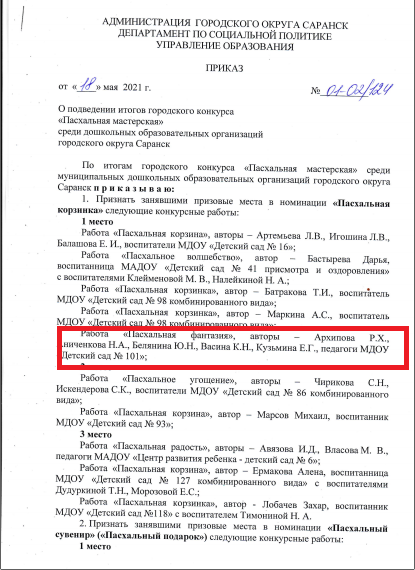 АДМИНИСТРАЦИЯ ГОРОДСКОГО ОКРУГА САРАНСК
ДЕПАРТАМЕНТ ПО СОЦИАЛЬНОЙ ПОЛИТИКЕ
УПРАВЛЕНИЕ ОБРАЗОВАНИЯ
ПРИКАЗ
от «18» мая 2021 г. № 01-02/124
О подведении итогов городского конкурса
«Пасхальная мастерская»
среди дошкольных образовательных организаций
городского округа Саранск
По итогам городского конкурса «Пасхальная мастерская» среди
муниципальных дошкольных образовательных организаций городского округа
Саранск п р и к а з ы в а ю:
1. Признать занявшими призовые места в номинации «Пасхальная
корзинка» следующие конкурсные работы:
1 место
Работа «Пасхальная корзина», авторы – Артемьева Л.В., Игошина Л.В.,
Балашова Е. И., воспитатели МДОУ «Детский сад № 16»;
Работа «Пасхальное волшебство», автор – Бастырева Дарья,
воспитанница МАДОУ «Детский сад № 41 присмотра и оздоровления»
с воспитателями Клейменовой М. В., Налейкиной Н. А.;
Работа «Пасхальная корзинка», автор – Батракова Т.И., воспитатель
МДОУ «Детский сад № 98 комбинированного вида»;
Работа «Пасхальная корзинка», автор – Маркина А.С., воспитатель
МДОУ «Детский сад № 98 комбинированного вида»;
Работа «Пасхальная фантазия», авторы – Архипова Р.Х.,
ниченкова Н.А., Белянина Ю.Н., Васина К.Н., Кузьмина Е.Г., педагоги МДОУ
Детский сад № 101»;
Работа «Пасхальное угощение», авторы – Чирикова С.Н.,
Искендерова С.К., воспитатели МДОУ «Детский сад № 86 комбинированного
вида»;
Работа «Пасхальная корзина», автор – Марсов Михаил, воспитанник
МДОУ «Детский сад № 93»;
3 место
Работа «Пасхальная радость», авторы – Авязова И.Д., Власова М. В.,
педагоги МАДОУ «Центр развития ребенка - детский сад № 6»;
Работа «Пасхальная корзина», автор – Ермакова Алена, воспитанница
МДОУ «Детский сад № 127 комбинированного вида» с воспитателями
Дудуркиной Т.Н., Морозовой Е.С.;
Работа «Пасхальная корзинка», автор - Лобачев Захар, воспитанник
МДОУ «Детский сад №118» с воспитателем Тимониной Н. А.
2. Признать занявшими призовые места в номинации «Пасхальный
сувенир» («Пасхальный подарок») следующие конкурсные работы:
1 место